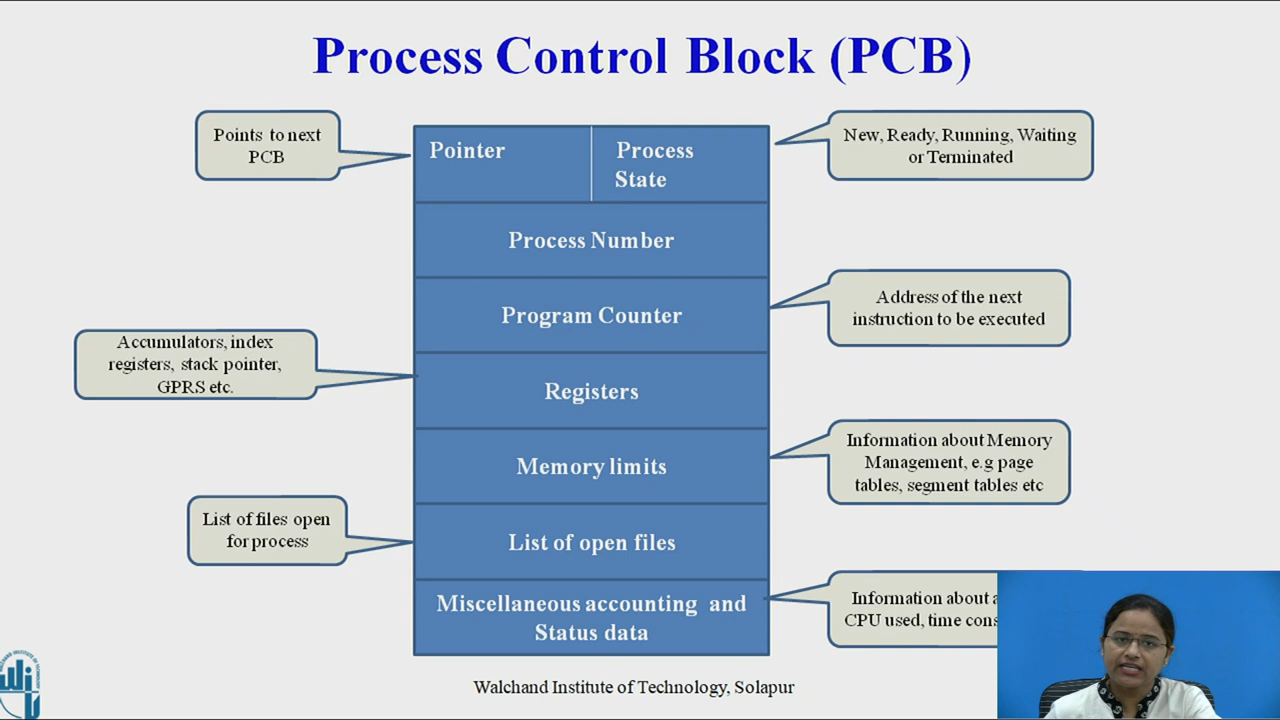 Process Control Block (PCB)
Points to next
PCB
Pointer
Process
State
New, Ready, Running, Waiting
or Terminated
Process Number
Program Counter
Address of the next
instruction to be executed
Accumulators, index
registers, stack pointer,
GPRS etc.
Registers
Memory limits
Information about Memory
Management, e.g page
tables, segment tables etc
List of files open
for process
List of open files
Miscellaneous accounting and
Status data
Information about
CPU used, time
Walchand Institute of Technology, Solapur